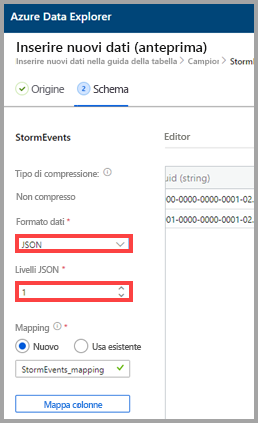 Azure Data Explorer
Inserire nuovi dati (anteprima)
Inserire nuovi dati nella guida della tabella > Campior > Storm
Origine 2 Schema
StormEvents
Editor
Tipo di compressione:
uid (string)
Non compresso
00-0000-0000-0001-02.
Formato dati *
01-0000-0000-0001-02.
JSON
Livelli JSON *
1
Mapping *
Nuovo Usa esistente
StormEvents_mapping
Mappa colonne